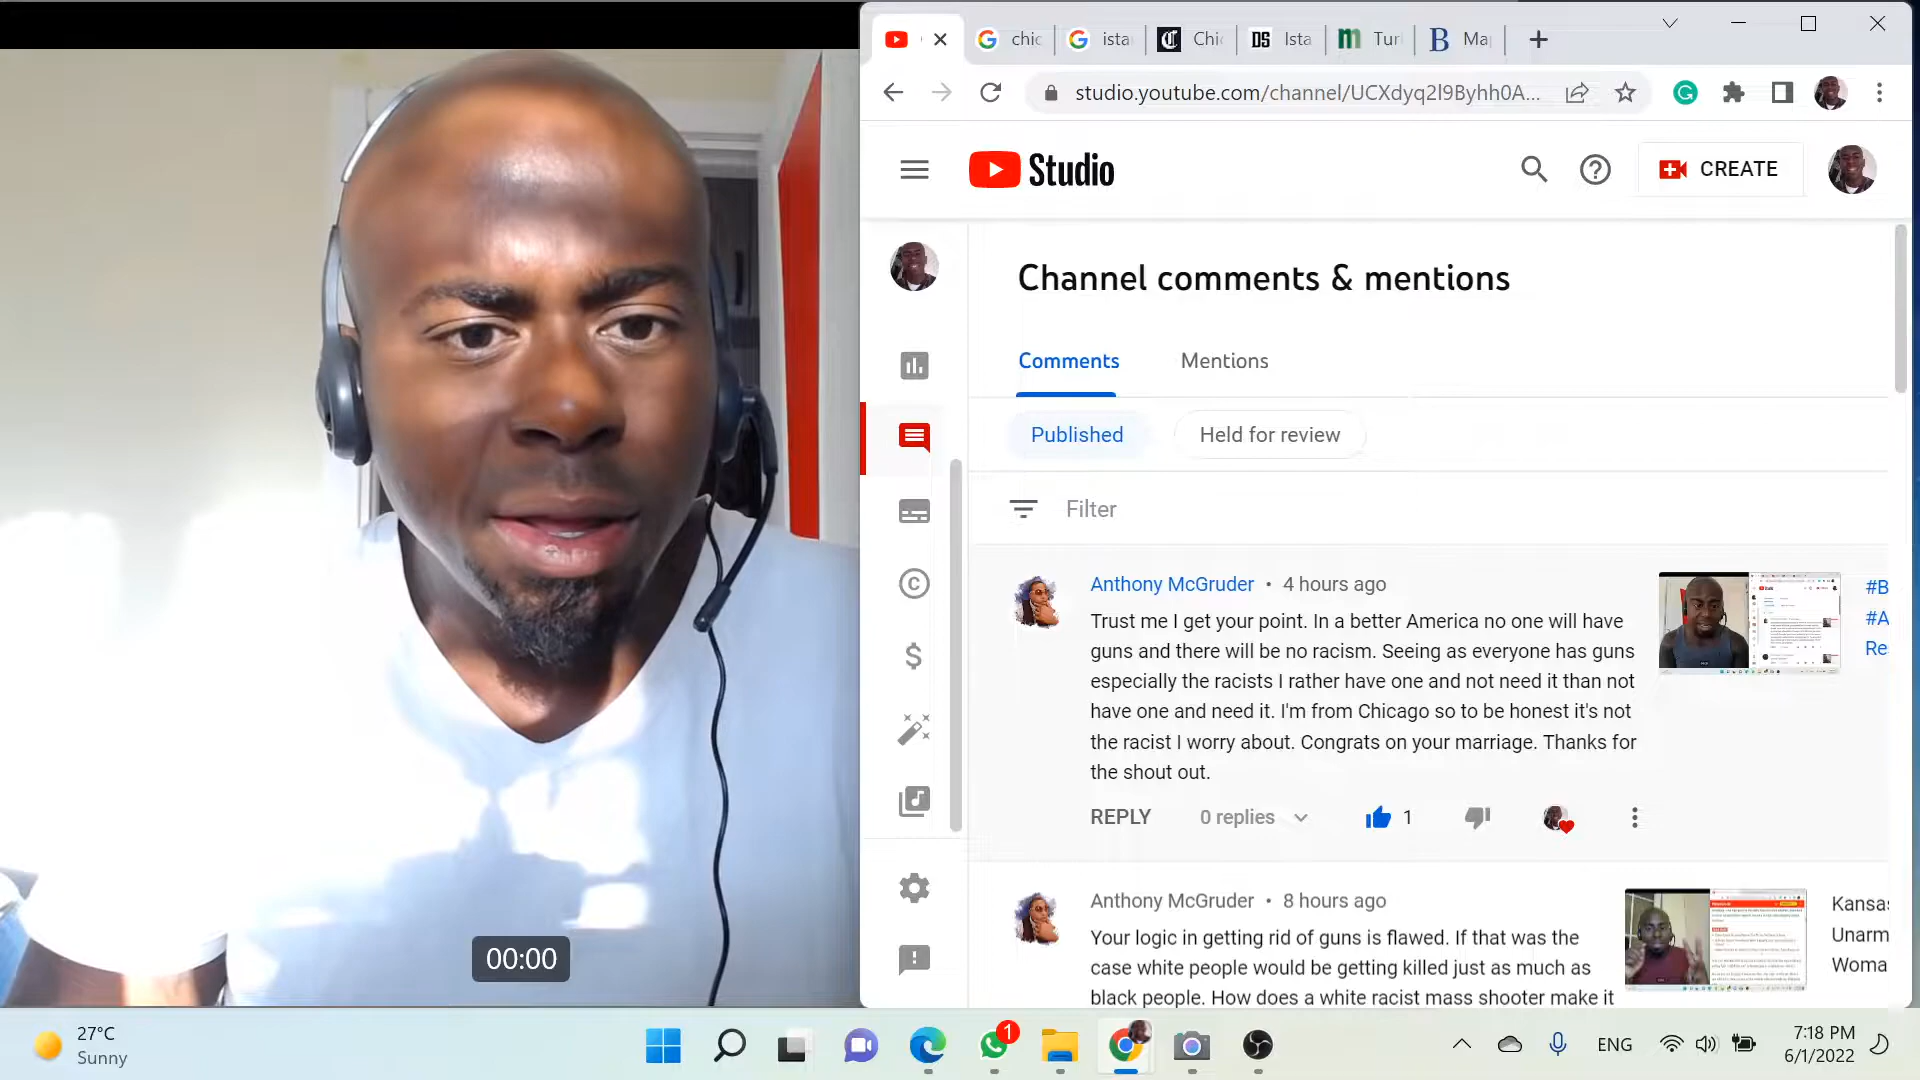 chic
ista
Chi
DS
Ista
m
Turl
B
Ma
studio.youtube.com/channel/UCXdyq2l9Byhh0A...
Studio
CREATE
Channel comments & mentions
Comments
Mentions
Published
Held for review
Filter
Anthony McGruder • 4 hours ago
Trust me I get your point. In a better America no one will have
guns and there will be no racism. Seeing as everyone has guns
especially the racists I rather have one and not need it than not
have one and need it. I'm from Chicago so to be honest it's not
the racist I worry about. Congrats on your marriage. Thanks for
the shout out.
#B
#A
Re
REPLY
0 replies
1
Anthony McGruder • 8 hours ago
Your logic in getting rid of guns is flawed. If that was the
case white people would be getting killed just as much as
black people. How does a white racist mass shooter make it
Kansas
Unarm
Woma
00:00
27°C
Sunny
1
ENG
7:18 PM
6/1/2022